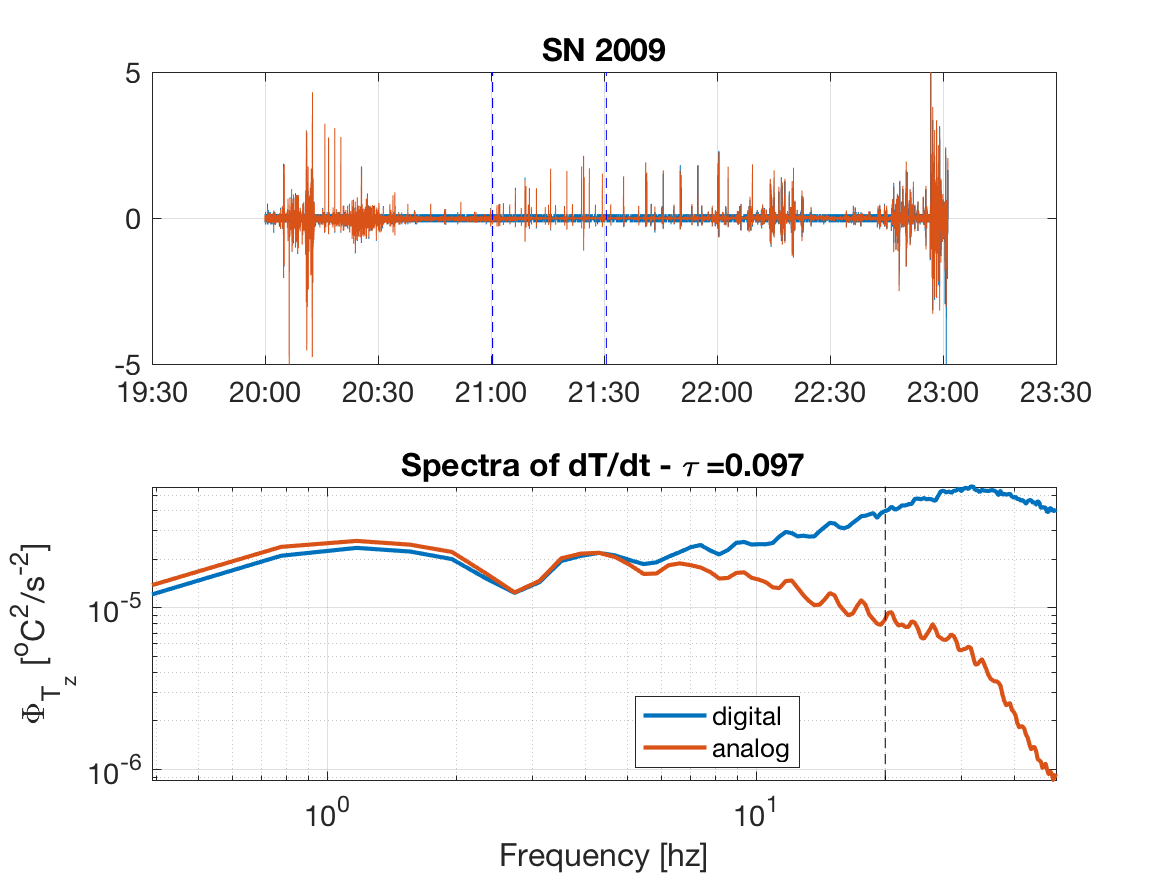 SN 2009
5
0
-5
19:30 20:00 20:30 21:00 21:30 22:00 22:30 23:00 23:30
Spectra of dT/dt - τ =0.097
Φ_{T_z} [°C²/s⁻²]
10⁻⁵
10⁻⁶
digital
analog
10⁰ 10¹
Frequency [hz]